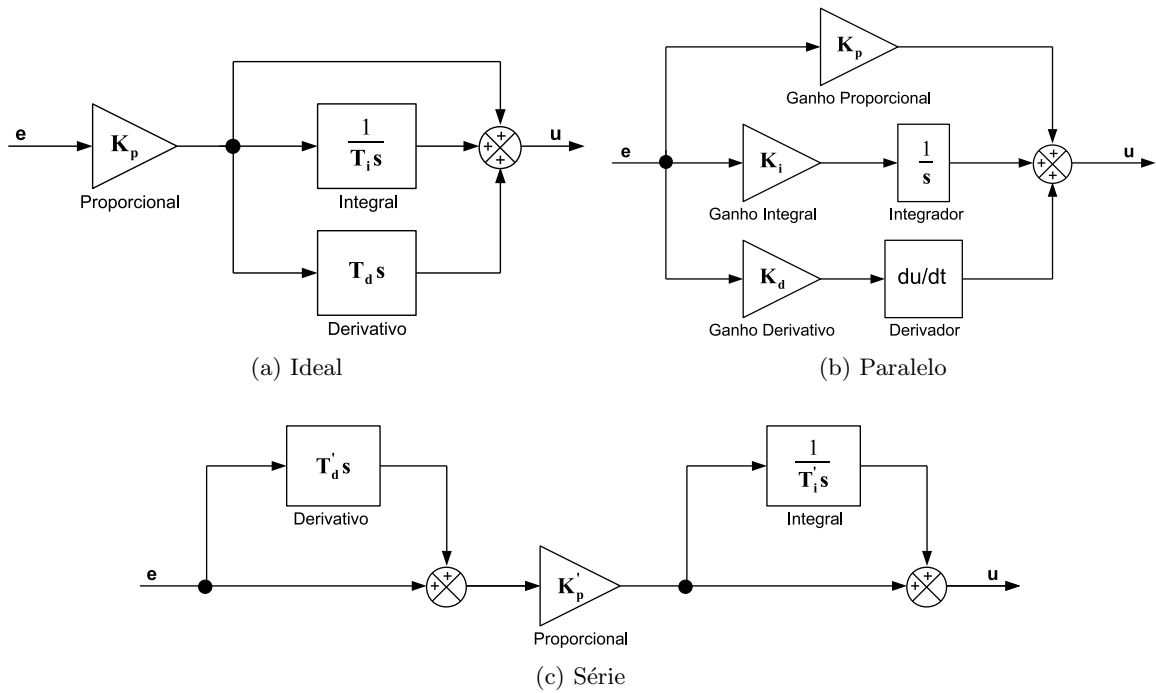 e
K_p
Proporcional
1
T_i s
Integral
T_d s
Derivativo
+
+
+
u
(a) Ideal
e
K_p
Ganho Proporcional
K_i
Ganho Integral
1
s
Integrador
K_d
Ganho Derivativo
du/dt
Derivador
+
+
+
u
(b) Paralelo
e
T'_d s
Derivativo
+
+
K'_p
Proporcional
1
T'_i s
Integral
+
+
u
(c) Série